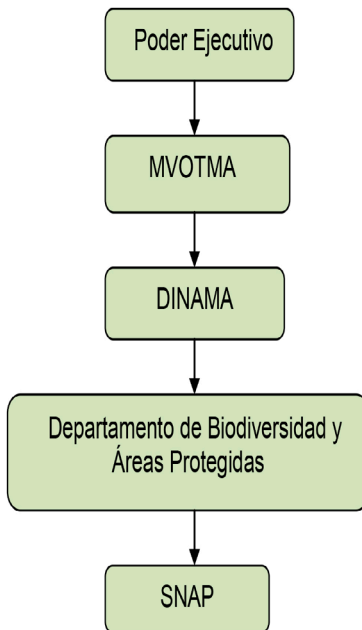 Poder Ejecutivo
MVOTMA
DINAMA
Departamento de Biodiversidad y
Áreas Protegidas
SNAP